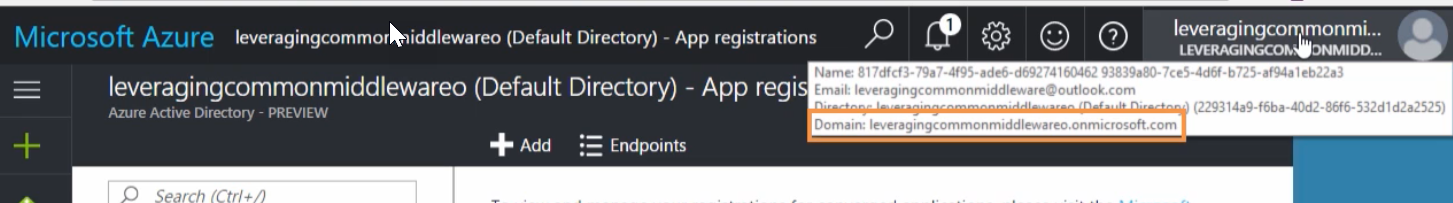 Microsoft Azure leveragingcommonmiddlewareo (Default Directory) - App registrations 1 leveragingcommonmi...
LEVERAGINGCOMMONMIDD...
leveragingcommonmiddlewareo (Default Directory) - App regis
Azure Active Directory - PREVIEW
Name: 817dfcf3-79a7-4f95-ade6-d69274160462 93839a80-7ce5-4d6f-b725-af94a1eb22a3
Email: leveragingcommonmiddleware@outlook.com
Directory: leveragingcommonmiddlewareo (Default Directory) (229314a9-f6ba-40d2-86f6-532d1d2a2525)
Domain: leveragingcommonmiddlewareo.onmicrosoft.com
Add Endpoints
Search (Ctrl+/)